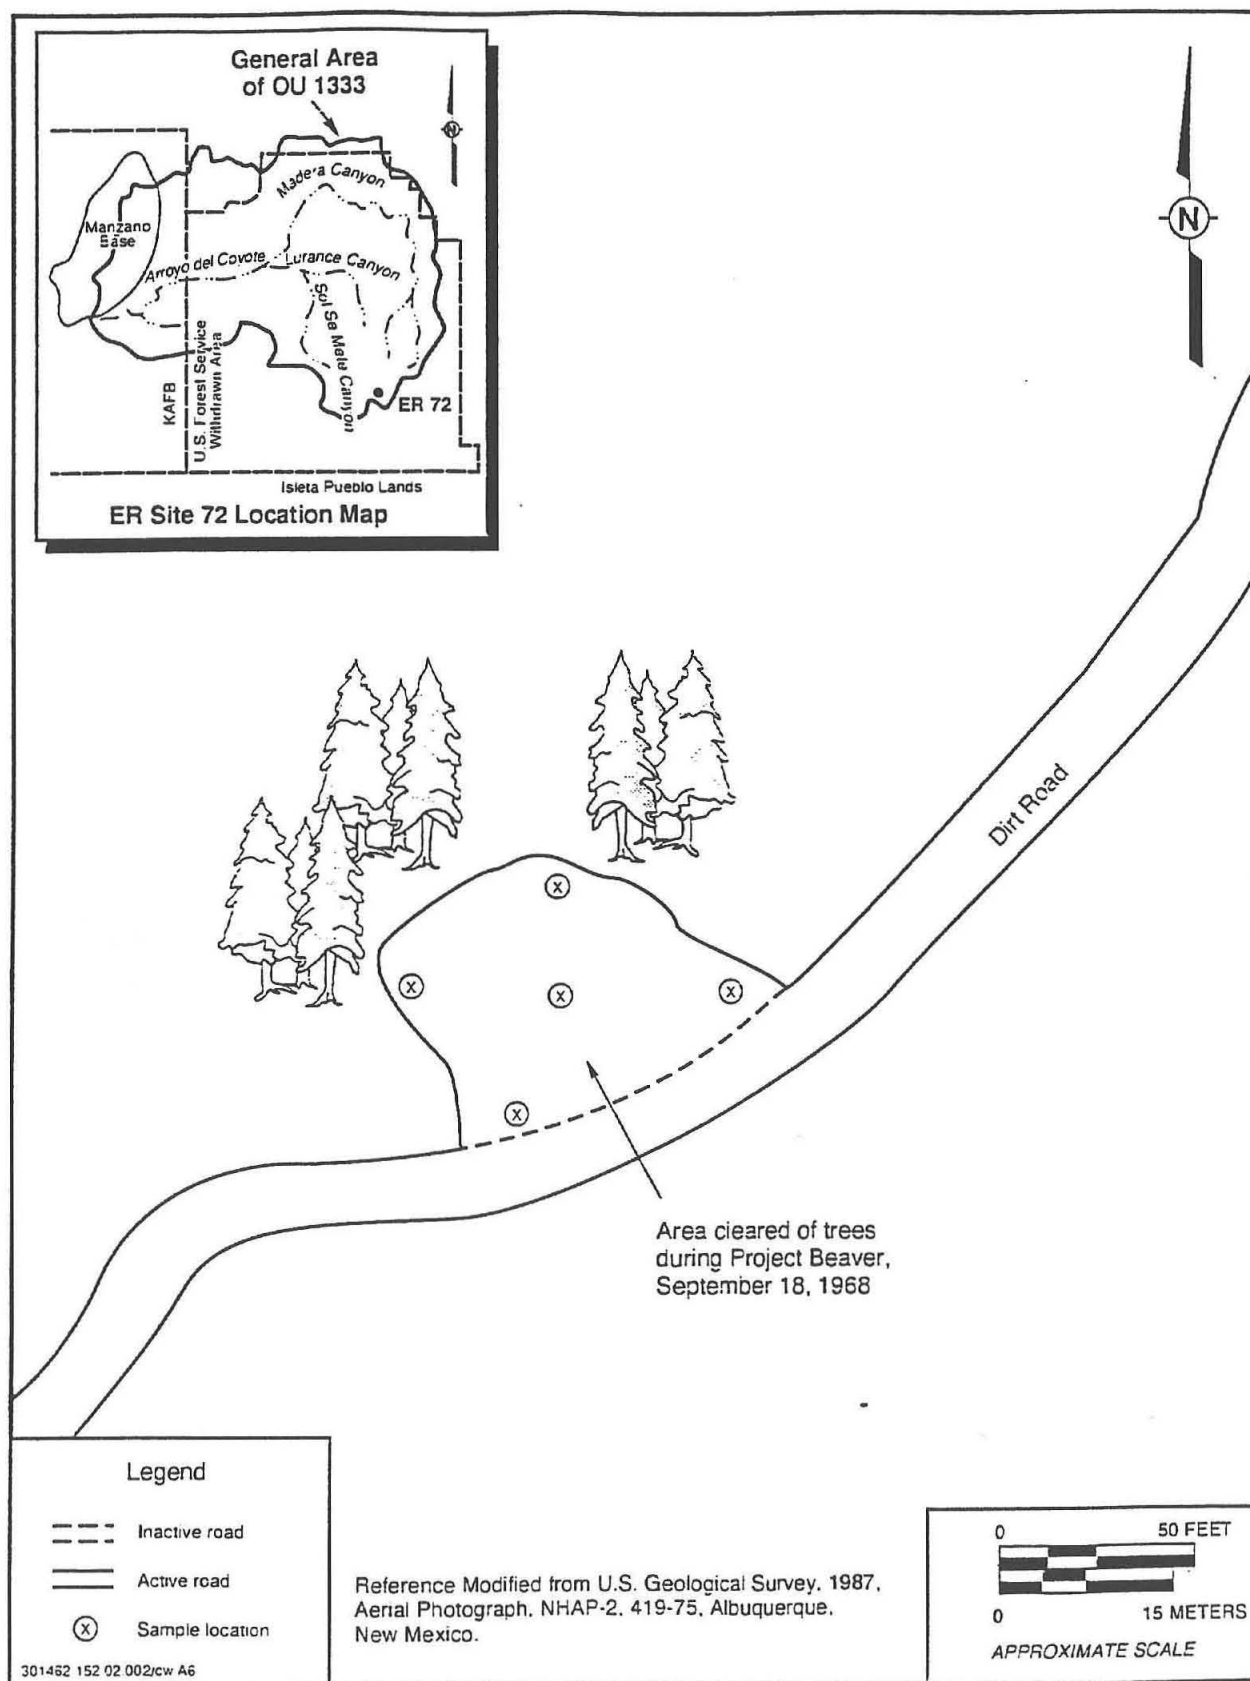 General Area
of OU 1333
N
Madera Canyon
Manzano
Base
Arroyo del Coyote
Lurance Canyon
Sol Se Mete Canyon
KAFB
U.S. Forest Service
Withdrawn Area
ER 72
Isleta Pueblo Lands
ER Site 72 Location Map
N
Dirt Road
X
X
X
X
X
Area cleared of trees
during Project Beaver,
September 18, 1968
Legend
Inactive road
Active road
X Sample location
301462 152 02 002/cw A6
Reference Modified from U.S. Geological Survey. 1987,
Aerial Photograph, NHAP-2, 419-75, Albuquerque,
New Mexico.
0 50 FEET
0 15 METERS
APPROXIMATE SCALE